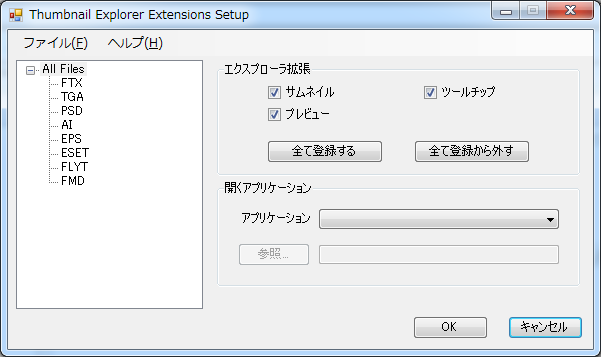 Thumbnail Explorer Extensions Setup
ファイル(F) ヘルプ(H)
All Files
FTX
TGA
PSD
AI
EPS
ESET
FLYT
FMD
エクスプローラ拡張
サムネイル ツールチップ
プレビュー
全て登録する 全て登録から外す
開くアプリケーション
アプリケーション
参照...
OK キャンセル